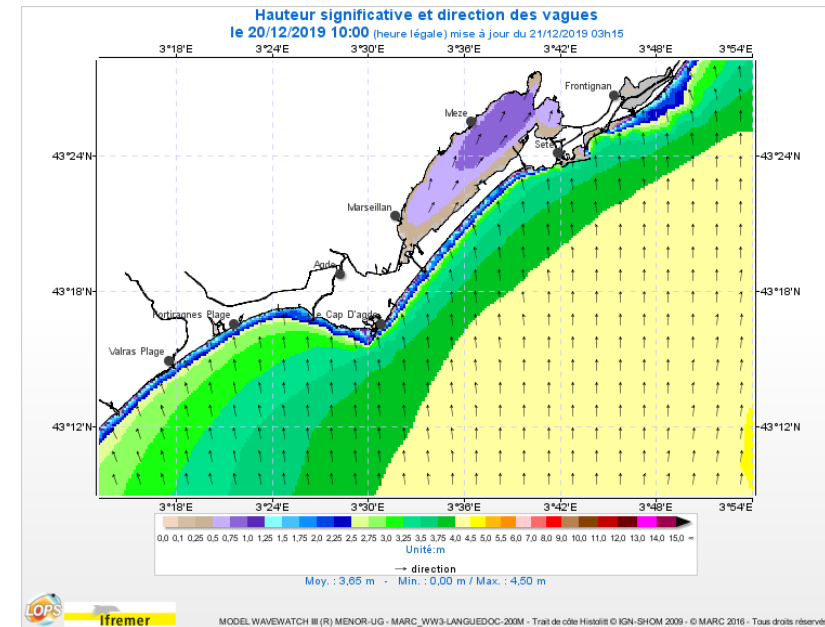 Hauteur significative et direction des vagues
le 20/12/2019 10:00 (heure légale) mise à jour du 21/12/2019 03h15
3°18'E 3°24'E 3°30'E 3°36'E 3°42'E 3°48'E 3°54'E
Frontignan
Meze
Sete
43°24'N 43°24'N
Marseillan
Agde
43°18'N 43°18'N
Portiragnes Plage
Le Cap D'agde
Valras Plage
43°12'N 43°12'N
3°18'E 3°24'E 3°30'E 3°36'E 3°42'E 3°48'E 3°54'E
0,0 0,1 0,25 0,5 0,75 1,0 1,25 1,5 1,75 2,0 2,25 2,5 2,75 3,0 3,25 3,5 3,75 4,0 4,5 5,0 5,5 6,0 7,0 8,0 9,0 10,0 11,0 12,0 13,0 14,0 15,0 ∞
Unité:m
direction
Moy. : 3,65 m - Min. : 0,00 m / Max. : 4,50 m
LOPS
Ifremer
MODEL WAVEWATCH III (R) MENOR-UG - MARC_WW3-LANGUEDOC-200M - Trait de côte Histolitt © IGN-SHOM 2009 - © MARC 2016 - Tous droits réservés